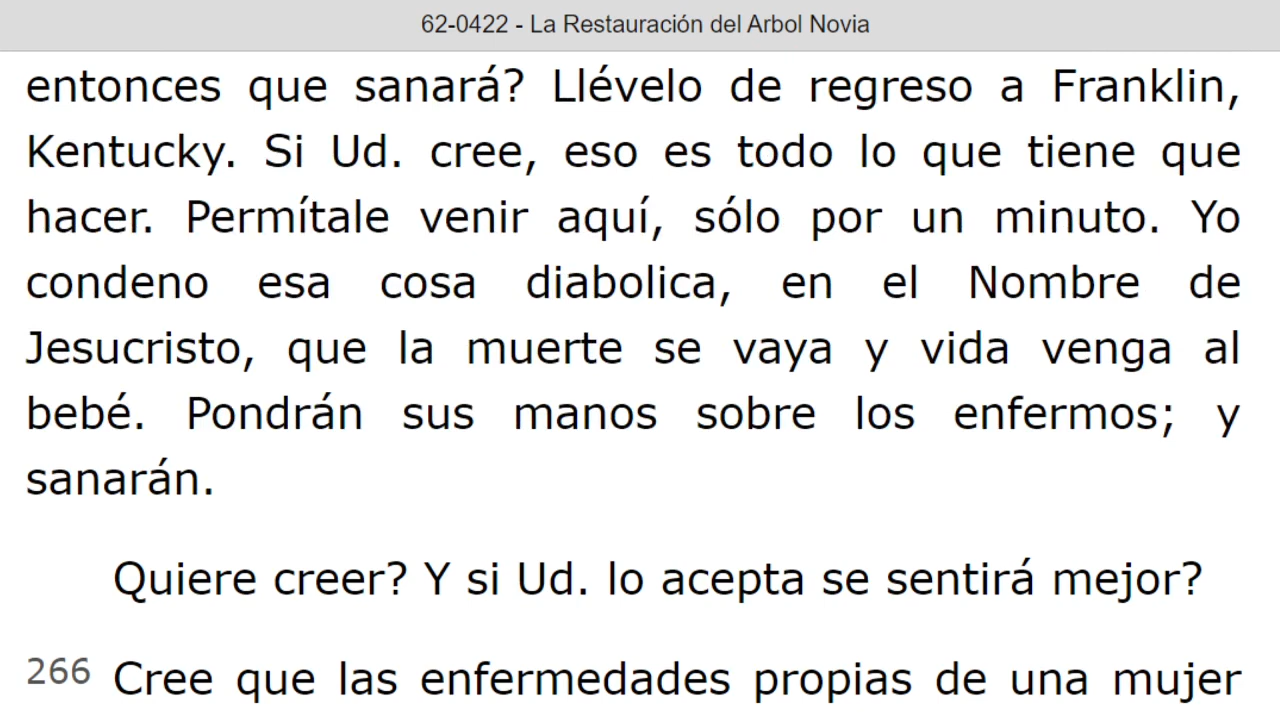 62-0422 - La Restauración del Arbol Novia
entonces que sanará? Llévelo de regreso a Franklin,
Kentucky. Si Ud. cree, eso es todo lo que tiene que
hacer. Permítale venir aquí, sólo por un minuto. Yo
condeno esa cosa diabolica, en el Nombre de
Jesucristo, que la muerte se vaya y vida venga al
bebé. Pondrán sus manos sobre los enfermos; y
sanarán.
Quiere creer? Y si Ud. lo acepta se sentirá mejor?
266 Cree que las enfermedades propias de una mujer